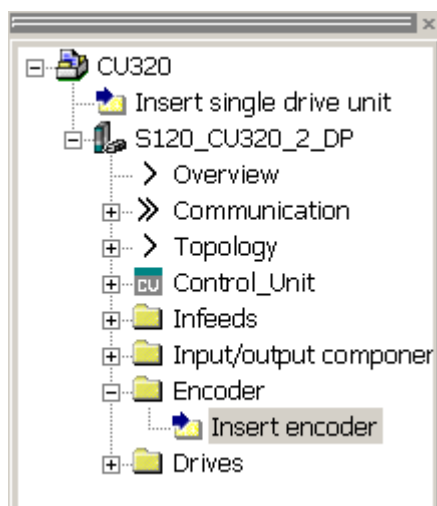 CU320
Insert single drive unit
S120_CU320_2_DP
Overview
Communication
Topology
CU Control_Unit
Infeeds
Input/output componer
Encoder
Insert encoder
Drives